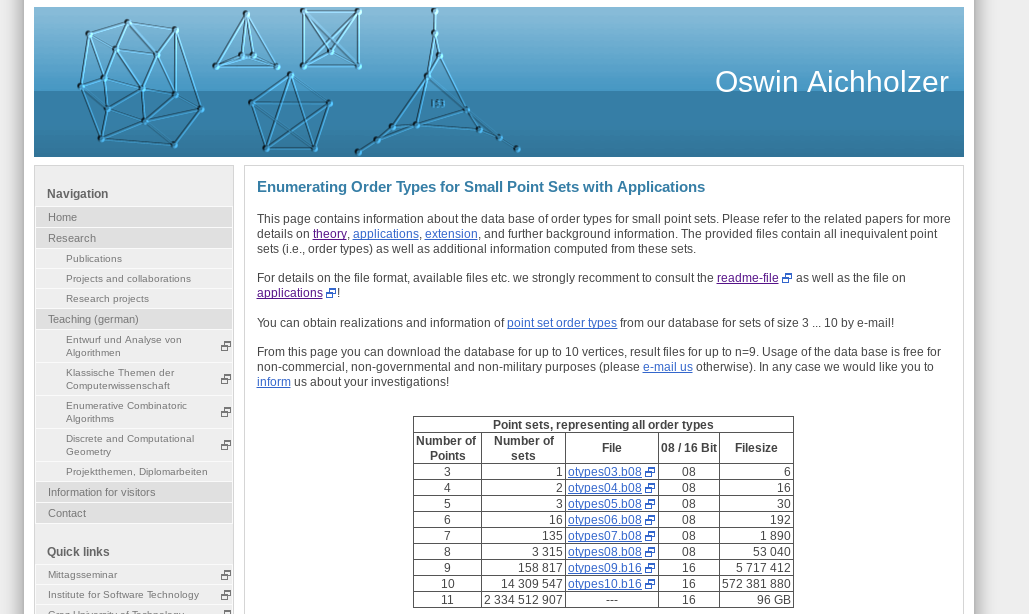 Oswin Aichholzer
Navigation
Home
Research
Publications
Projects and collaborations
Research projects
Teaching (german)
Entwurf und Analyse von
Algorithmen
Klassische Themen der
Computerwissenschaft
Enumerative Combinatoric
Algorithms
Discrete and Computational
Geometry
Projektthemen, Diplomarbeiten
Information for visitors
Contact
Quick links
Mittagsseminar
Institute for Software Technology
Enumerating Order Types for Small Point Sets with Applications
This page contains information about the data base of order types for small point sets. Please refer to the related papers for more
details on theory, applications, extension, and further background information. The provided files contain all inequivalent point
sets (i.e., order types) as well as additional information computed from these sets.
For details on the file format, available files etc. we strongly recomment to consult the readme-file as well as the file on
applications !
You can obtain realizations and information of point set order types from our database for sets of size 3 ... 10 by e-mail!
From this page you can download the database for up to 10 vertices, result files for up to n=9. Usage of the data base is free for
non-commercial, non-governmental and non-military purposes (please e-mail us otherwise). In any case we would like you to
inform us about your investigations!
Point sets, representing all order types
Number of Points Number of sets File 08 / 16 Bit Filesize
3 1 otypes03.b08 08 6
4 2 otypes04.b08 08 16
5 3 otypes05.b08 08 30
6 16 otypes06.b08 08 192
7 135 otypes07.b08 08 1 890
8 3 315 otypes08.b08 08 53 040
9 158 817 otypes09.b16 16 5 717 412
10 14 309 547 otypes10.b16 16 572 381 880
11 2 334 512 907 --- 16 96 GB